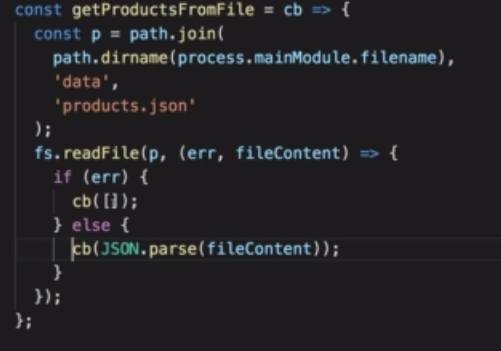 const getProductsFromFile = cb => {
  const p = path.join(
    path.dirname(process.mainModule.filename),
    'data',
    'products.json'
  );
  fs.readFile(p, (err, fileContent) => {
    if (err) {
      cb([]);
    } else {
      cb(JSON.parse(fileContent));
    }
  });
};